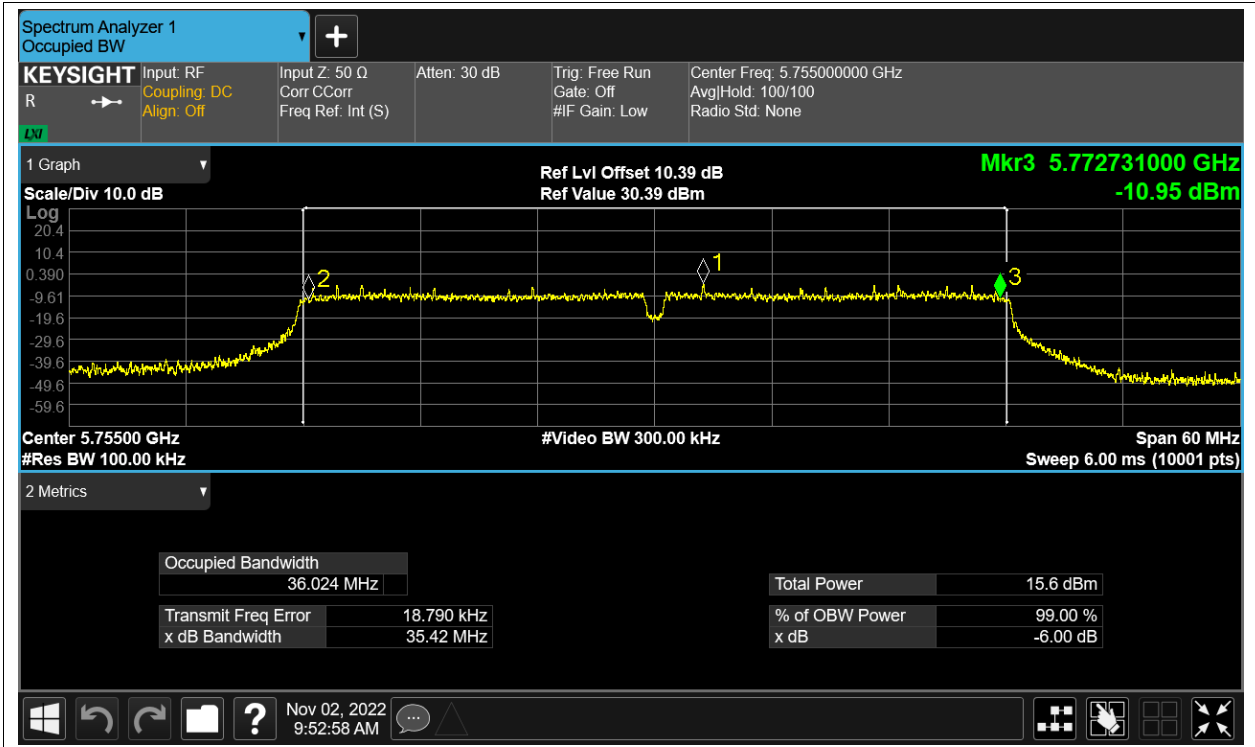 Spectrum Analyzer 1
Occupied BW
KEYSIGHT
R
LXI
Input: RF
Coupling: DC
Align: Off
Input Z: 50 Ω
Corr CCorr
Freq Ref: Int (S)
Atten: 30 dB
Trig: Free Run
Gate: Off
#IF Gain: Low
Center Freq: 5.755000000 GHz
Avg|Hold: 100/100
Radio Std: None
1 Graph
Scale/Div 10.0 dB
Ref Lvl Offset 10.39 dB
Ref Value 30.39 dBm
Mkr3 5.772731000 GHz
-10.95 dBm
Log
20.4
10.4
0.390
-9.61
-19.6
-29.6
-39.6
-49.6
-59.6
2
1
3
Center 5.75500 GHz
#Res BW 100.00 kHz
#Video BW 300.00 kHz
Span 60 MHz
Sweep 6.00 ms (10001 pts)
2 Metrics
Occupied Bandwidth
36.024 MHz
Transmit Freq Error 18.790 kHz
x dB Bandwidth 35.42 MHz
Total Power 15.6 dBm
% of OBW Power 99.00 %
x dB -6.00 dB
?
Nov 02, 2022
9:52:58 AM